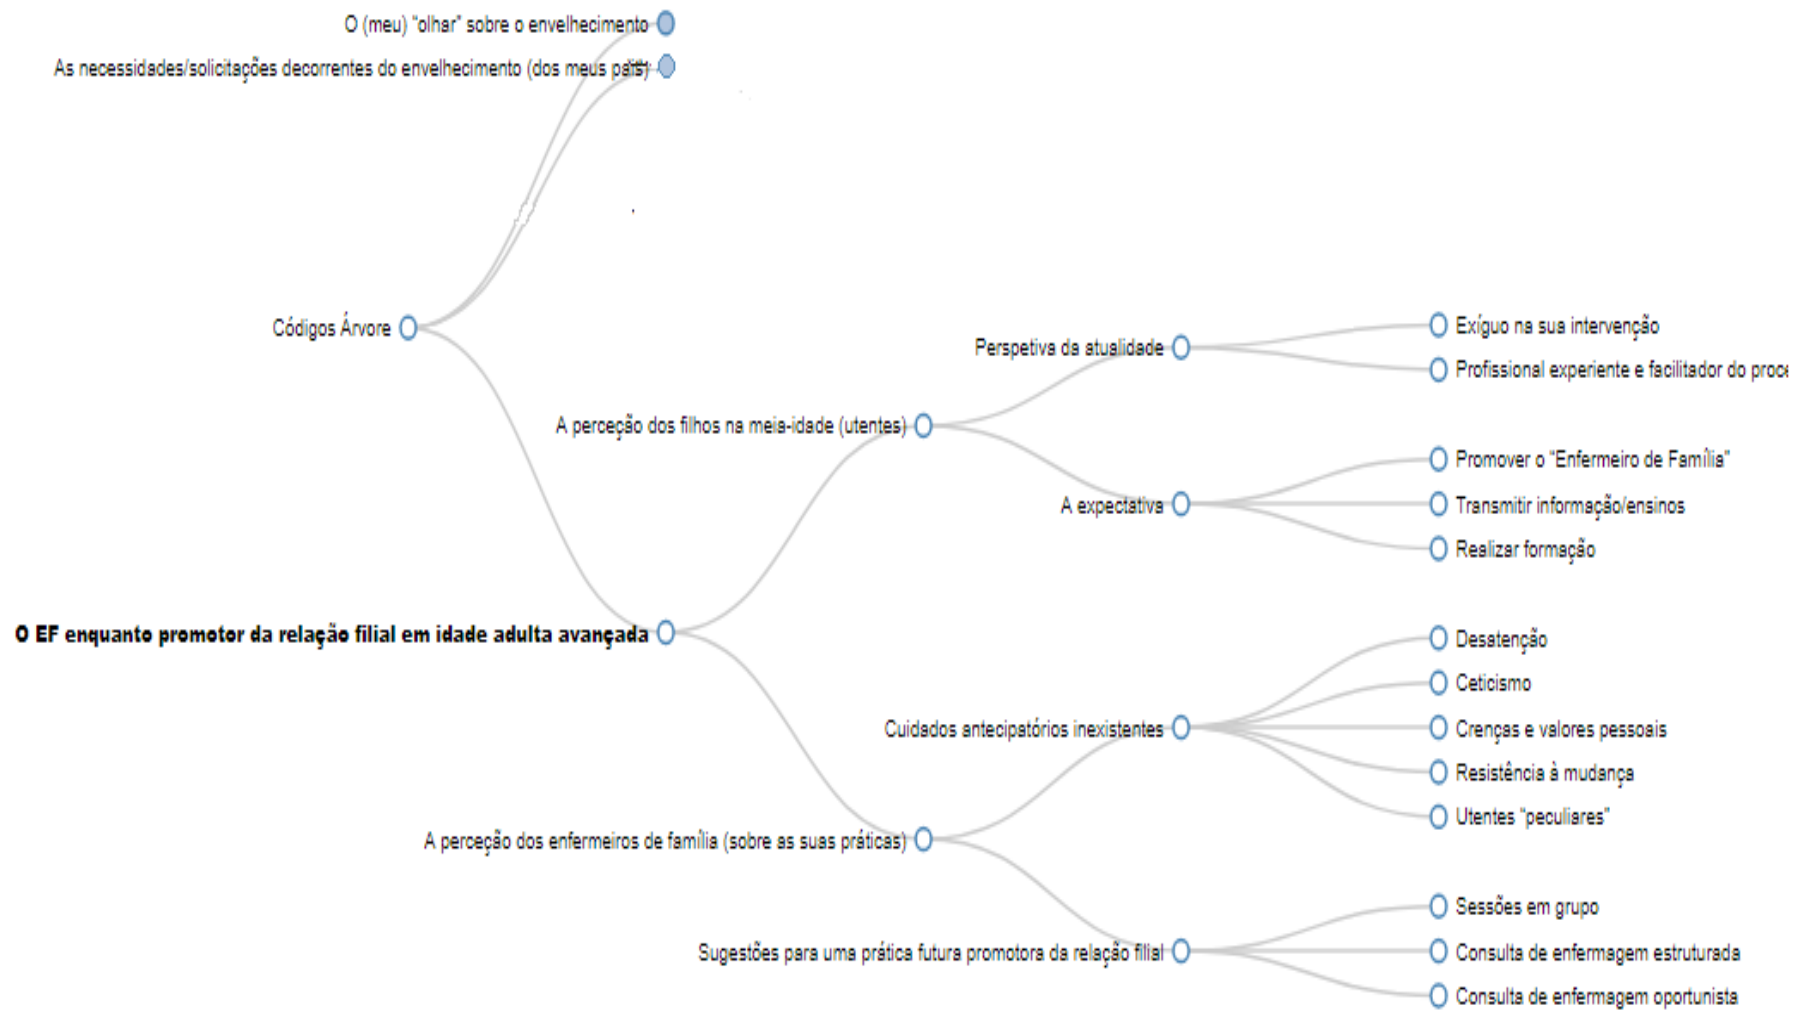 O (meu) “olhar” sobre o envelhecimento
As necessidades/solicitações decorrentes do envelhecimento (dos meus pais)
Códigos Árvore
Exíguo na sua intervenção
Perspetiva da atualidade
Profissional experiente e facilitador do proce
A perceção dos filhos na meia-idade (utentes)
Promover o “Enfermeiro de Família”
A expectativa
Transmitir informação/ensinos
Realizar formação
O EF enquanto promotor da relação filial em idade adulta avançada
Desatenção
Ceticismo
Cuidados antecipatórios inexistentes
Crenças e valores pessoais
Resistência à mudança
Utentes “peculiares”
A perceção dos enfermeiros de família (sobre as suas práticas)
Sessões em grupo
Sugestões para uma prática futura promotora da relação filial
Consulta de enfermagem estruturada
Consulta de enfermagem oportunista